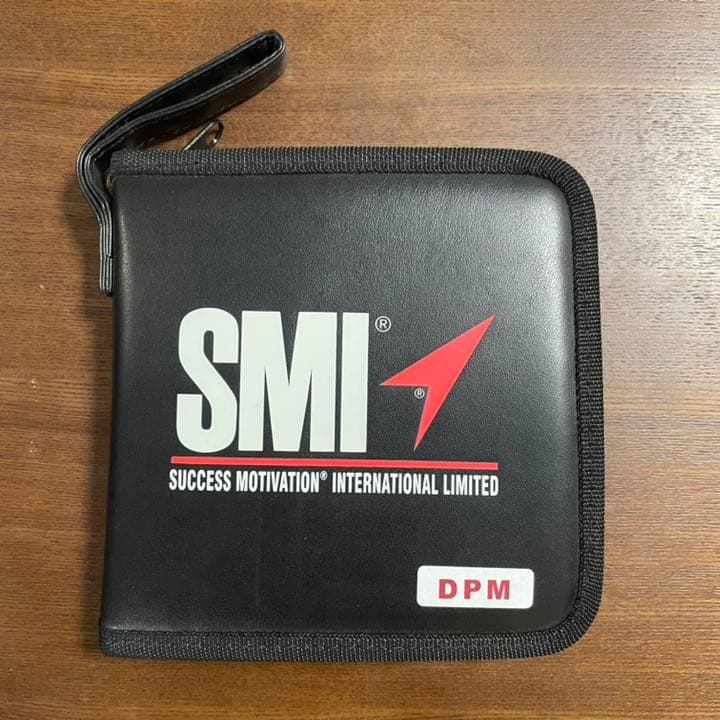 SMI®
®
SUCCESS MOTIVATION® INTERNATIONAL LIMITED
DPM